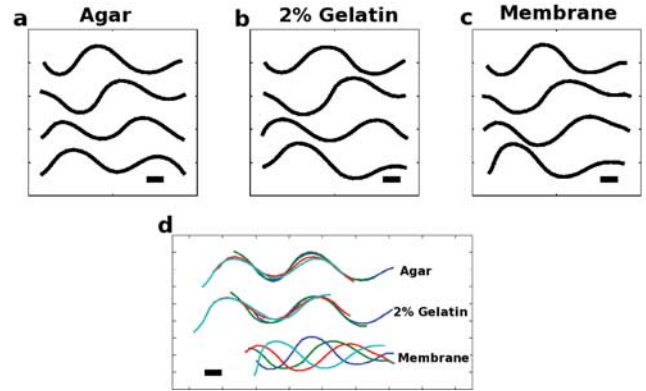 a Agar
b 2% Gelatin
c Membrane
d
Agar
2% Gelatin
Membrane